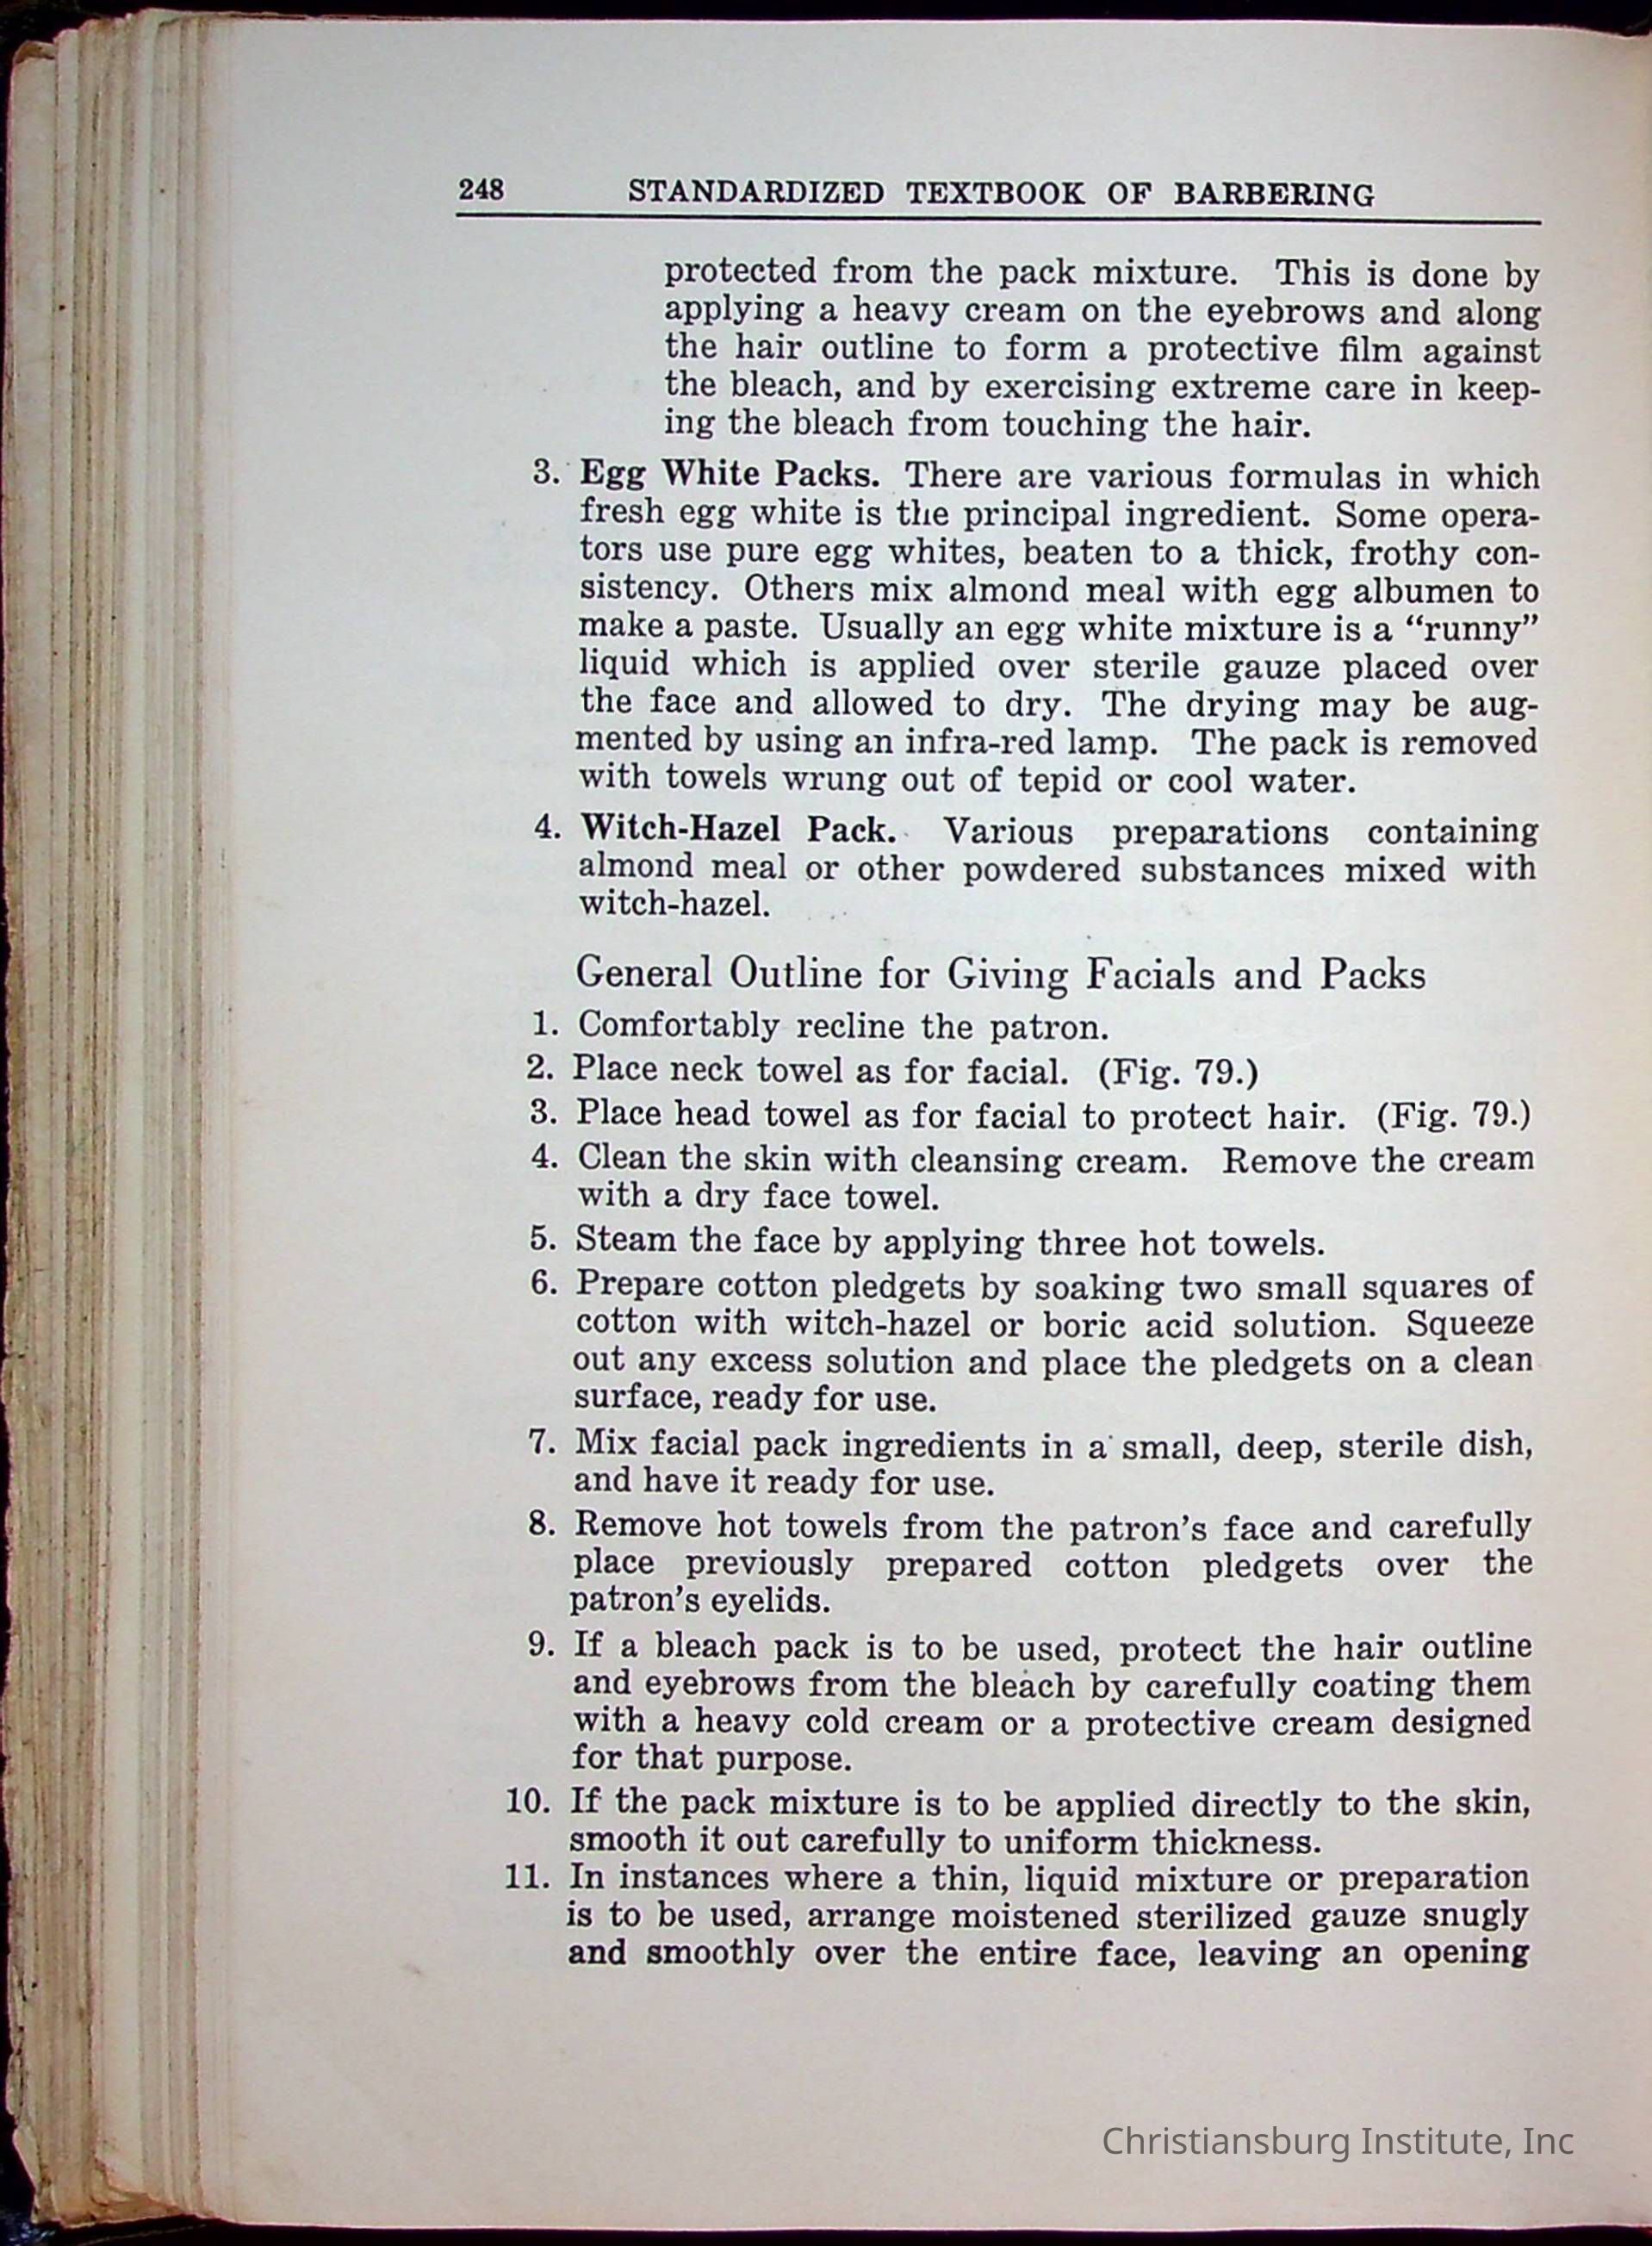 248 STANDARDIZED TEXTBOOK OF BARBERING
protected from the pack mixture. This is done by
applying a heavy cream on the eyebrows and along
the hair outline to form a protective film against
the bleach, and by exercising extreme care in keep-
ing the bleach from touching the hair.
3. Egg White Packs. There are various formulas in which
fresh egg white is the principal ingredient. Some opera-
tors use pure egg whites, beaten to a thick, frothy con-
sistency. Others mix almond meal with egg albumen to
make a paste. Usually an egg white mixture is a “runny”
liquid which is applied over sterile gauze placed over
the face and allowed to dry. The drying may be aug-
mented by using an infra-red lamp. The pack is removed
with towels wrung out of tepid or cool water.
4. Witch-Hazel Pack. Various preparations containing
almond meal or other powdered substances mixed with
witch-hazel.
General Outline for Giving Facials and Packs
1. Comfortably recline the patron.
2. Place neck towel as for facial. (Fig. 79.)
3. Place head towel as for facial to protect hair. (Fig. 79.)
4. Clean the skin with cleansing cream. Remove the cream
with a dry face towel.
5. Steam the face by applying three hot towels.
6. Prepare cotton pledgets by soaking two small squares of
cotton with witch-hazel or boric acid solution. Squeeze
out any excess solution and place the pledgets on a clean
surface, ready for use.
7. Mix facial pack ingredients in a small, deep, sterile dish,
and have it ready for use.
8. Remove hot towels from the patron’s face and carefully
place previously prepared cotton pledgets over the
patron’s eyelids.
9. If a bleach pack is to be used, protect the hair outline
and eyebrows from the bleach by carefully coating them
with a heavy cold cream or a protective cream designed
for that purpose.
10. If the pack mixture is to be applied directly to the skin,
smooth it out carefully to uniform thickness.
11. In instances where a thin, liquid mixture or preparation
is to be used, arrange moistened sterilized gauze snugly
and smoothly over the entire face, leaving an opening
Christiansburg Institute, Inc